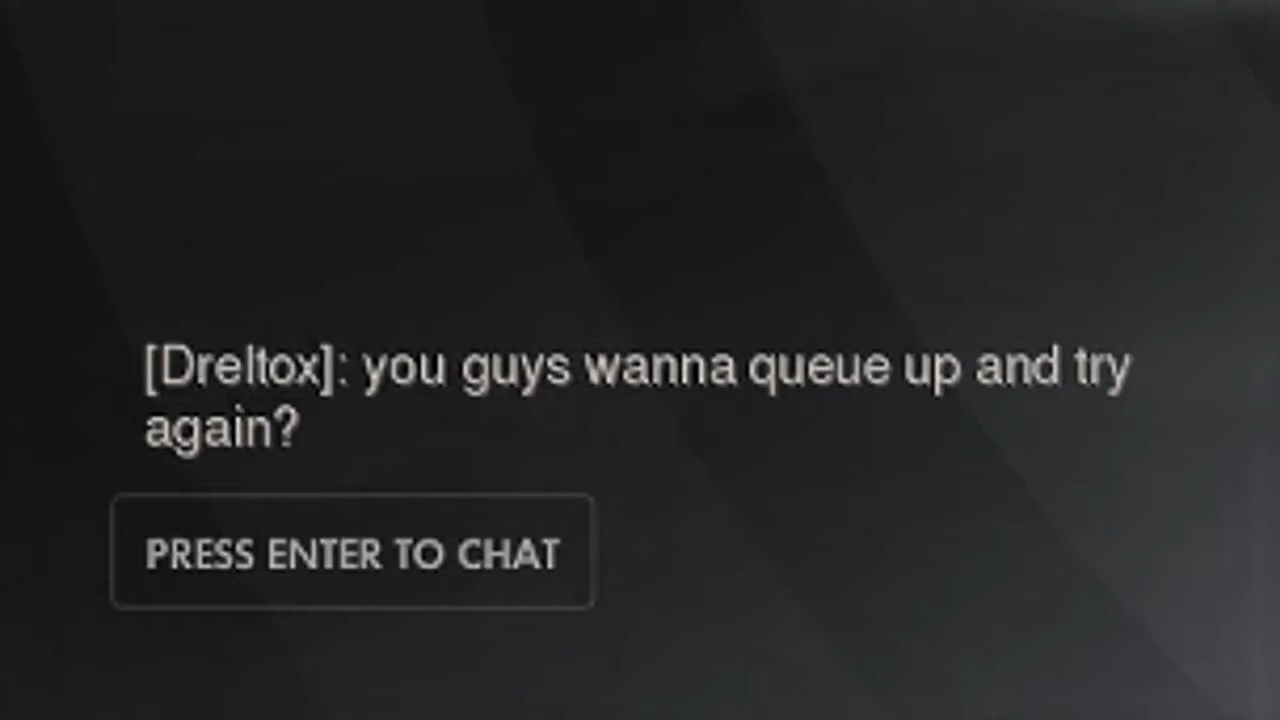 [Dreltox]: you guys wanna queue up and try
again?
PRESS ENTER TO CHAT